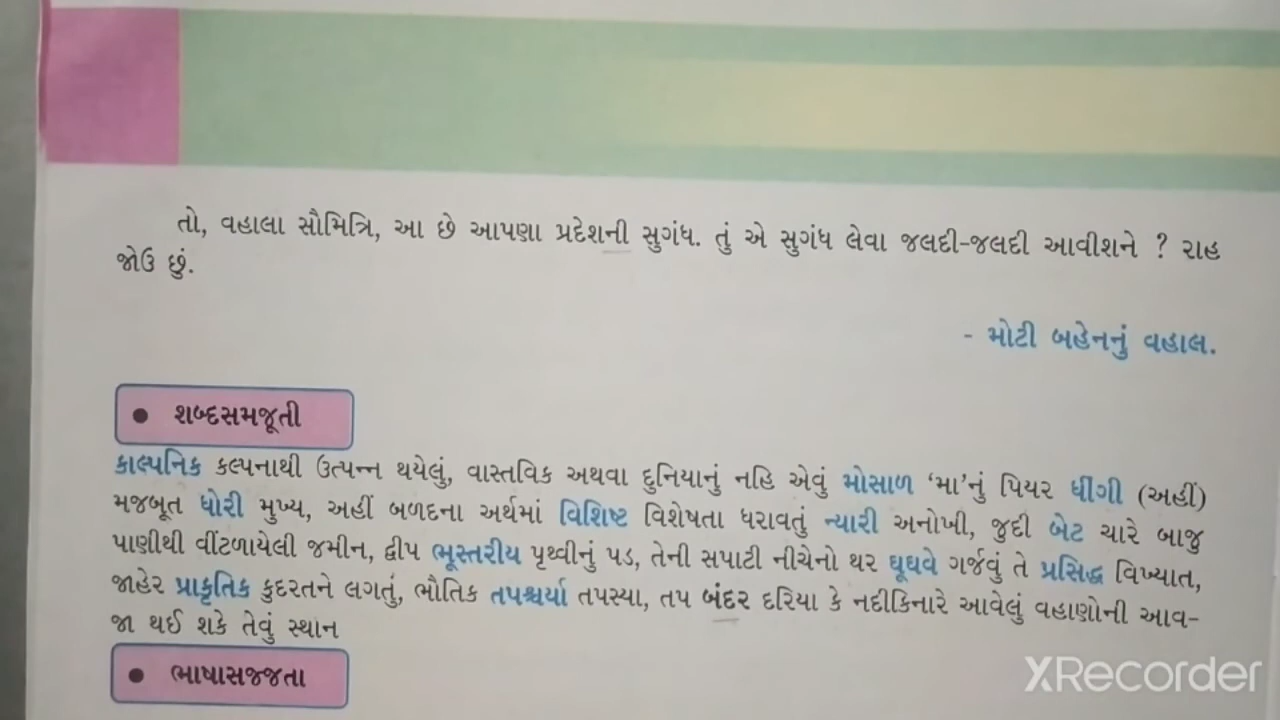 તો, વહાલા સૌમિત્રિ, આ છે આપણા પ્રદેશની સુગંધ. તું એ સુગંધ લેવા જલદી-જલદી આવીશને ? રાહ
જોઉં છું.
- મોટી બહેનનું વહાલ.
• શબ્દસમજૂતી
કાલ્પનિક કલ્પનાથી ઉત્પન્ન થયેલું, વાસ્તવિક અથવા દુનિયાનું નહિ એવું મોસાળ ‘મા’નું પિયર ધીંગી (અહીં)
મજબૂત ધોરી મુખ્ય, અહીં બળદના અર્થમાં વિશિષ્ટ વિશેષતા ધરાવતું ન્યારી અનોખી, જુદી બેટ ચારે બાજુ
પાણીથી વીંટળાયેલી જમીન, દ્વીપ ભૂસ્તરીય પૃથ્વીનું પડ, તેની સપાટી નીચેનો થર ઘૂઘવે ગર્જવું તે પ્રસિદ્ધ વિખ્યાત,
જાહેર પ્રાકૃતિક કુદરતને લગતું, ભૌતિક તપશ્ચર્યા તપસ્યા, તપ બંદર દરિયા કે નદીકિનારે આવેલું વહાણોની આવ-
જા થઈ શકે તેવું સ્થાન
• ભાષાસજ્જતા
XRecorder